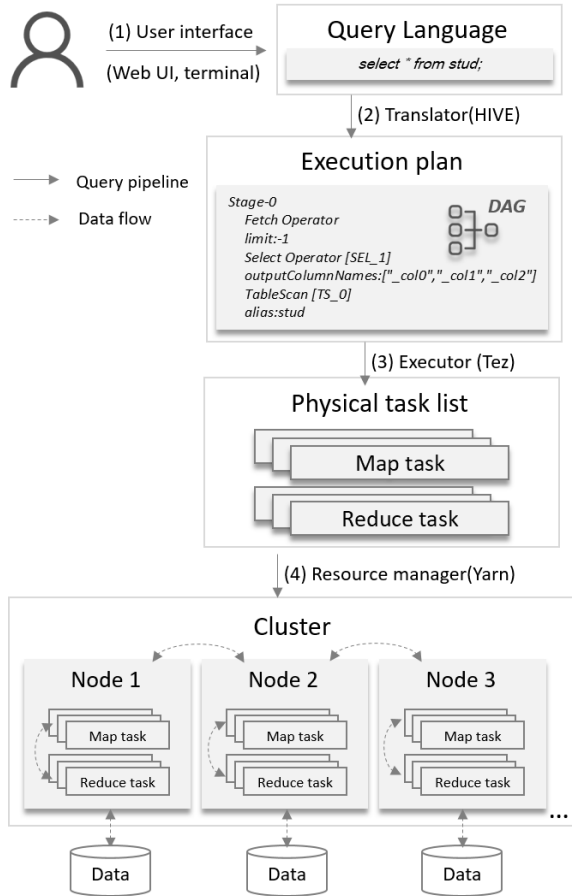 (1) User interface
(Web UI, terminal)
Query Language
select * from stud;
(2) Translator(HIVE)
Query pipeline
Data flow
Execution plan
Stage-0
Fetch Operator
limit:-1
Select Operator [SEL_1]
outputColumnNames:["_col0","_col1","_col2"]
TableScan [TS_0]
alias:stud
DAG
(3) Executor (Tez)
Physical task list
Map task
Reduce task
(4) Resource manager(Yarn)
Cluster
Node 1
Map task
Reduce task
Node 2
Map task
Reduce task
Node 3
Map task
Reduce task
...
Data
Data
Data